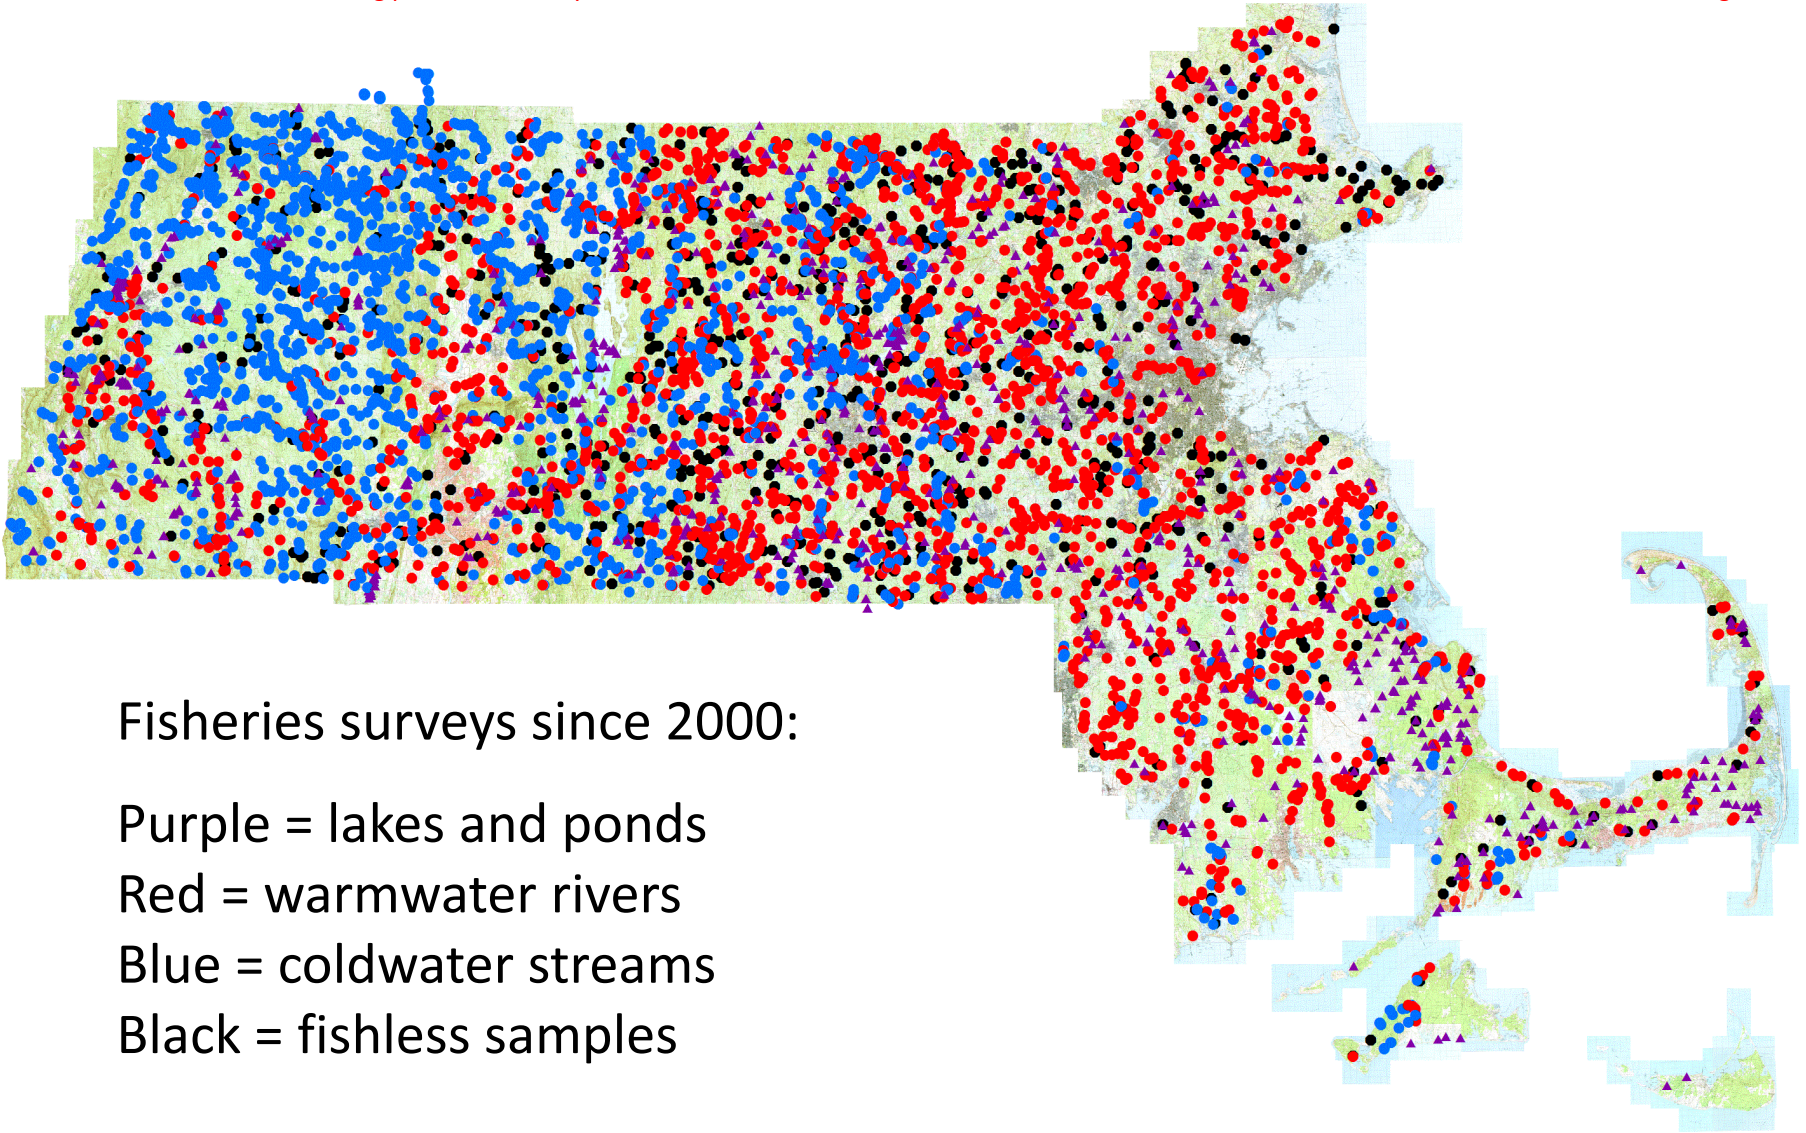 Fisheries surveys since 2000:
Purple = lakes and ponds
Red = warmwater rivers
Blue = coldwater streams
Black = fishless samples